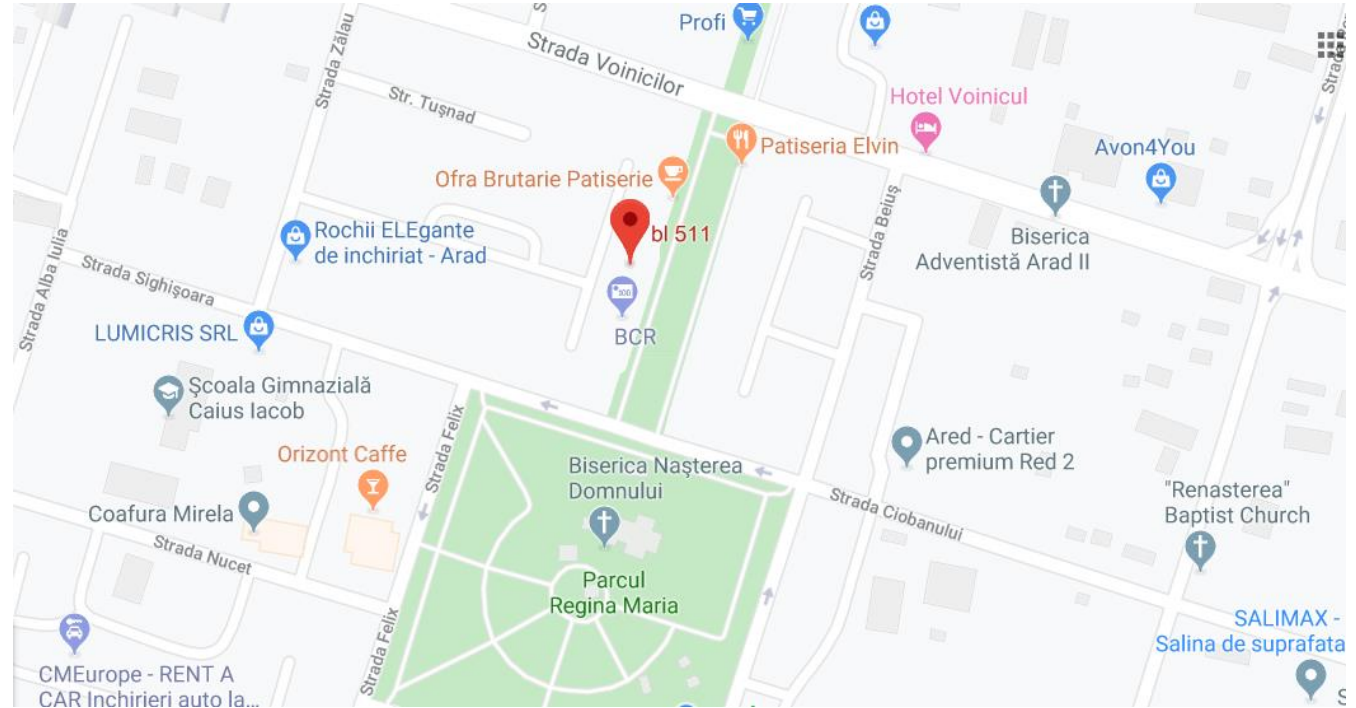 Profi
Strada Zălau
Strada Voinicilor
Str. Tuşnad
Hotel Voinicul
Patiseria Elvin
Avon4You
Ofra Brutarie Patiserie
bl 511
Rochii ELEgante
de inchiriat - Arad
Strada Beiuş
Biserica
Adventistă Arad II
Strada Alba Iulia
Strada Sighişoara
LUMICRIS SRL
BCR
Şcoala Gimnazială
Caius Iacob
Strada Felix
Orizont Caffe
Ared - Cartier
premium Red 2
Biserica Naşterea
Domnului
"Renasterea"
Baptist Church
Coafura Mirela
Strada Ciobanului
Strada Nucet
Parcul
Regina Maria
Strada Felix
SALIMAX -
Salina de suprafata
CMEurope - RENT A
CAR Inchirieri auto la...